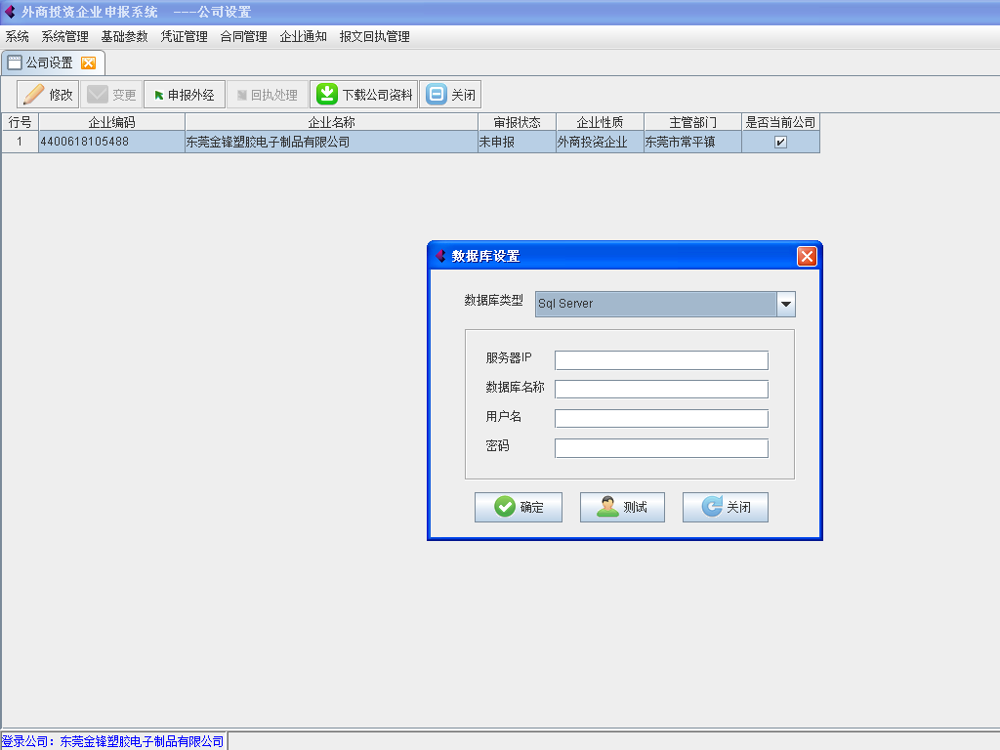 外商投资企业申报系统 ---公司设置
系统 系统管理 基础参数 凭证管理 合同管理 企业通知 报文回执管理
公司设置
修改 变更 申报外经 回执处理 下载公司资料 关闭
行号 企业编码 企业名称 审报状态 企业性质 主管部门 是否当前公司
1 4400618105488 东莞金锋塑胶电子制品有限公司 未申报 外商投资企业 东莞市常平镇
数据库设置
数据库类型 Sql Server
服务器IP
数据库名称
用户名
密码
确定 测试 关闭
登录公司：东莞金锋塑胶电子制品有限公司